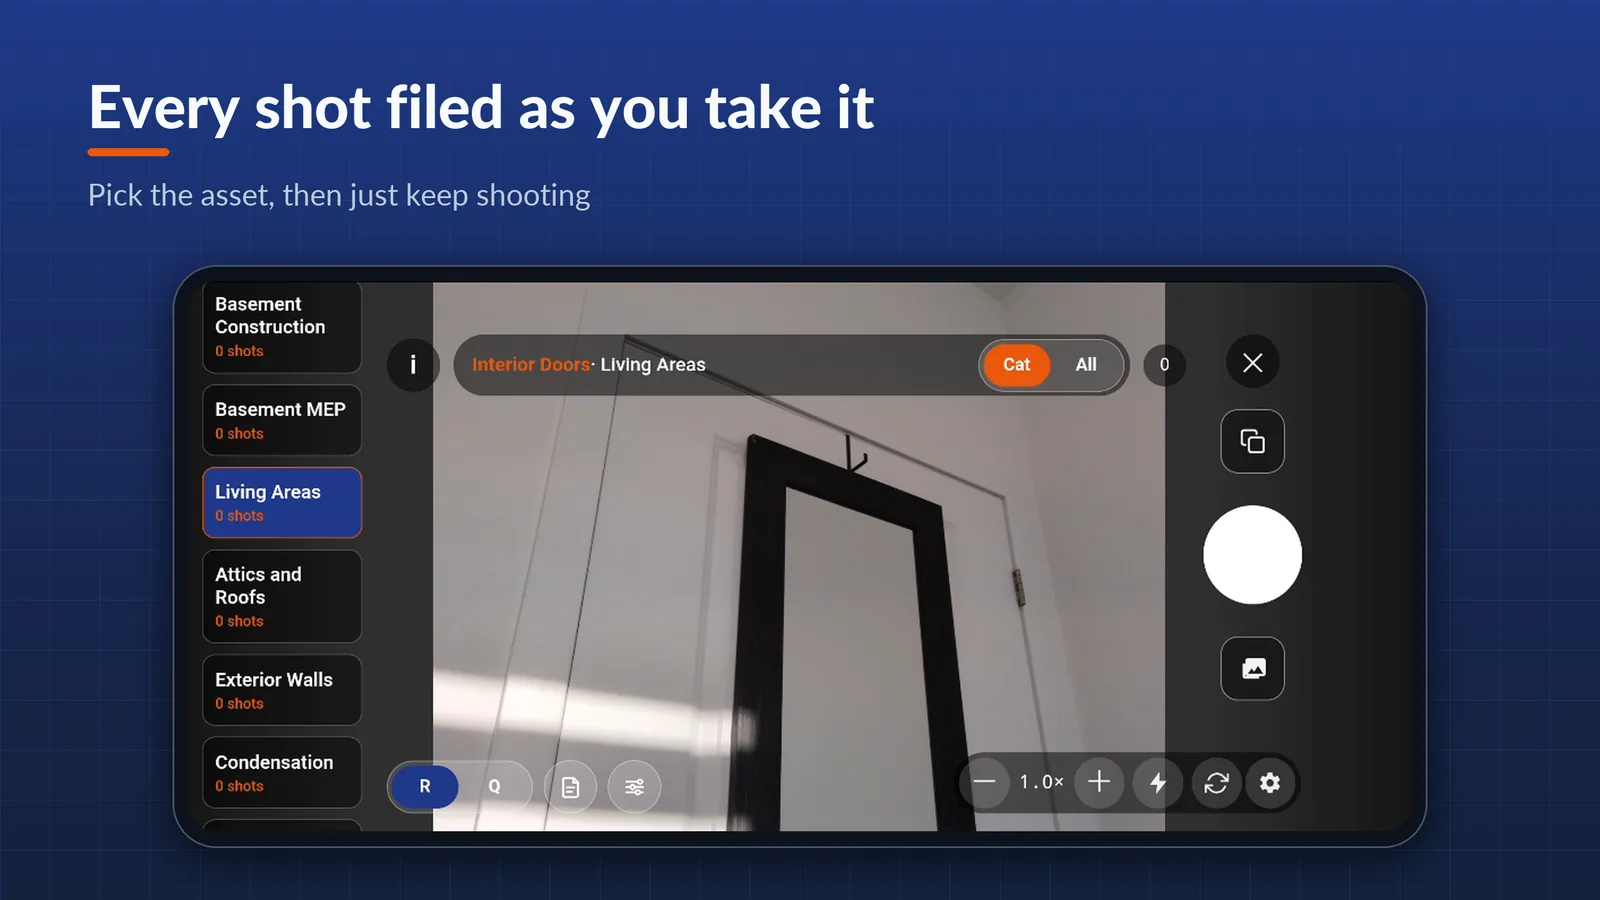 Every shot filed as you take it
Pick the asset, then just keep shooting
Basement
Construction
0 shots
Basement MEP
0 shots
Living Areas
0 shots
Attics and
Roofs
0 shots
Exterior Walls
0 shots
Condensation
0 shots
i
Interior Doors· Living Areas
Cat
All
0
R
Q
1.0×